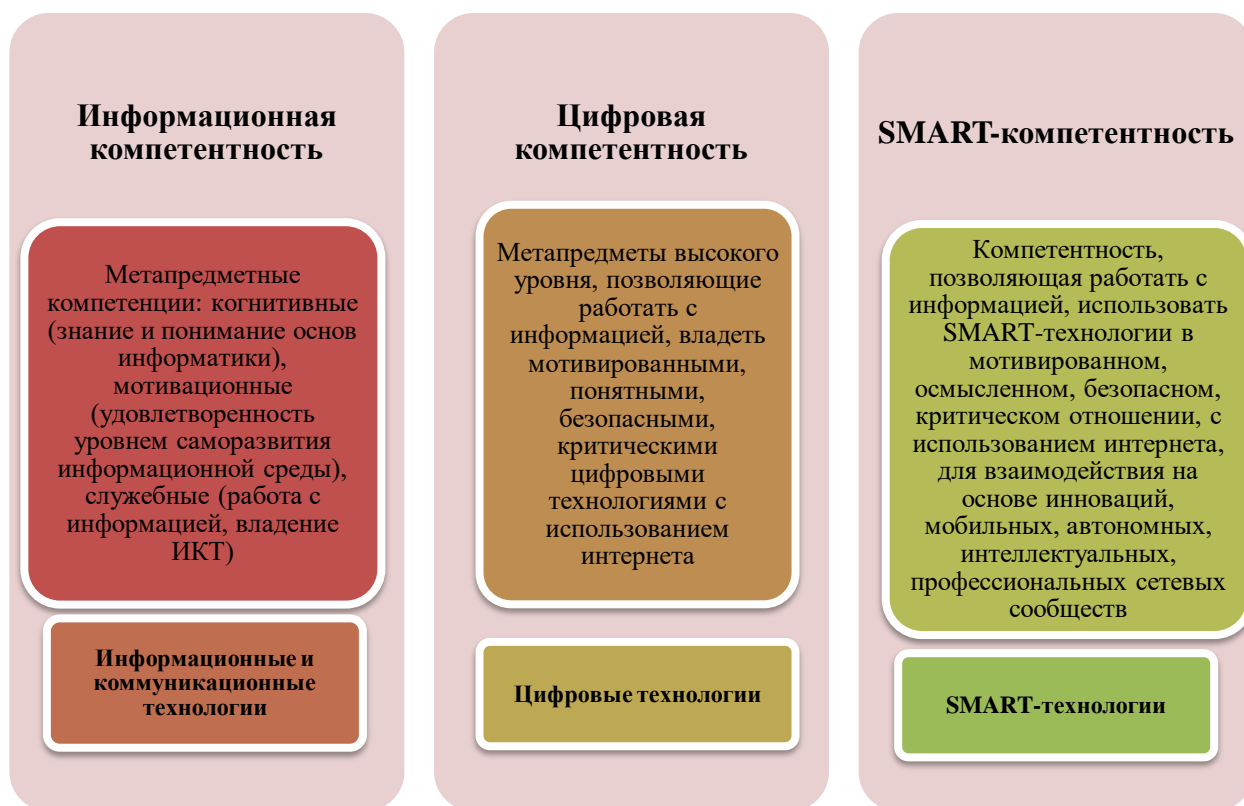 Информационная
компетентность
Метапредметные
компетенции: когнитивные
(знание и понимание основ
информатики),
мотивационные
(удовлетворенность
уровнем саморазвития
информационной среды),
служебные (работа с
информацией, владение
ИКТ)
Информационные и
коммуникационные
технологии
Цифровая
компетентность
Метапредметы высокого
уровня, позволяющие
работать с
информацией, владеть
мотивированными,
понятными,
безопасными,
критическими
цифровыми
технологиями с
использованием
интернета
Цифровые технологии
SMART-компетентность
Компетентность,
позволяющая работать с
информацией, использовать
SMART-технологии в
мотивированном,
осмысленном, безопасном,
критическом отношении, с
использованием интернета,
для взаимодействия на
основе инноваций,
мобильных, автономных,
интеллектуальных,
профессиональных сетевых
сообществ
SMART-технологии